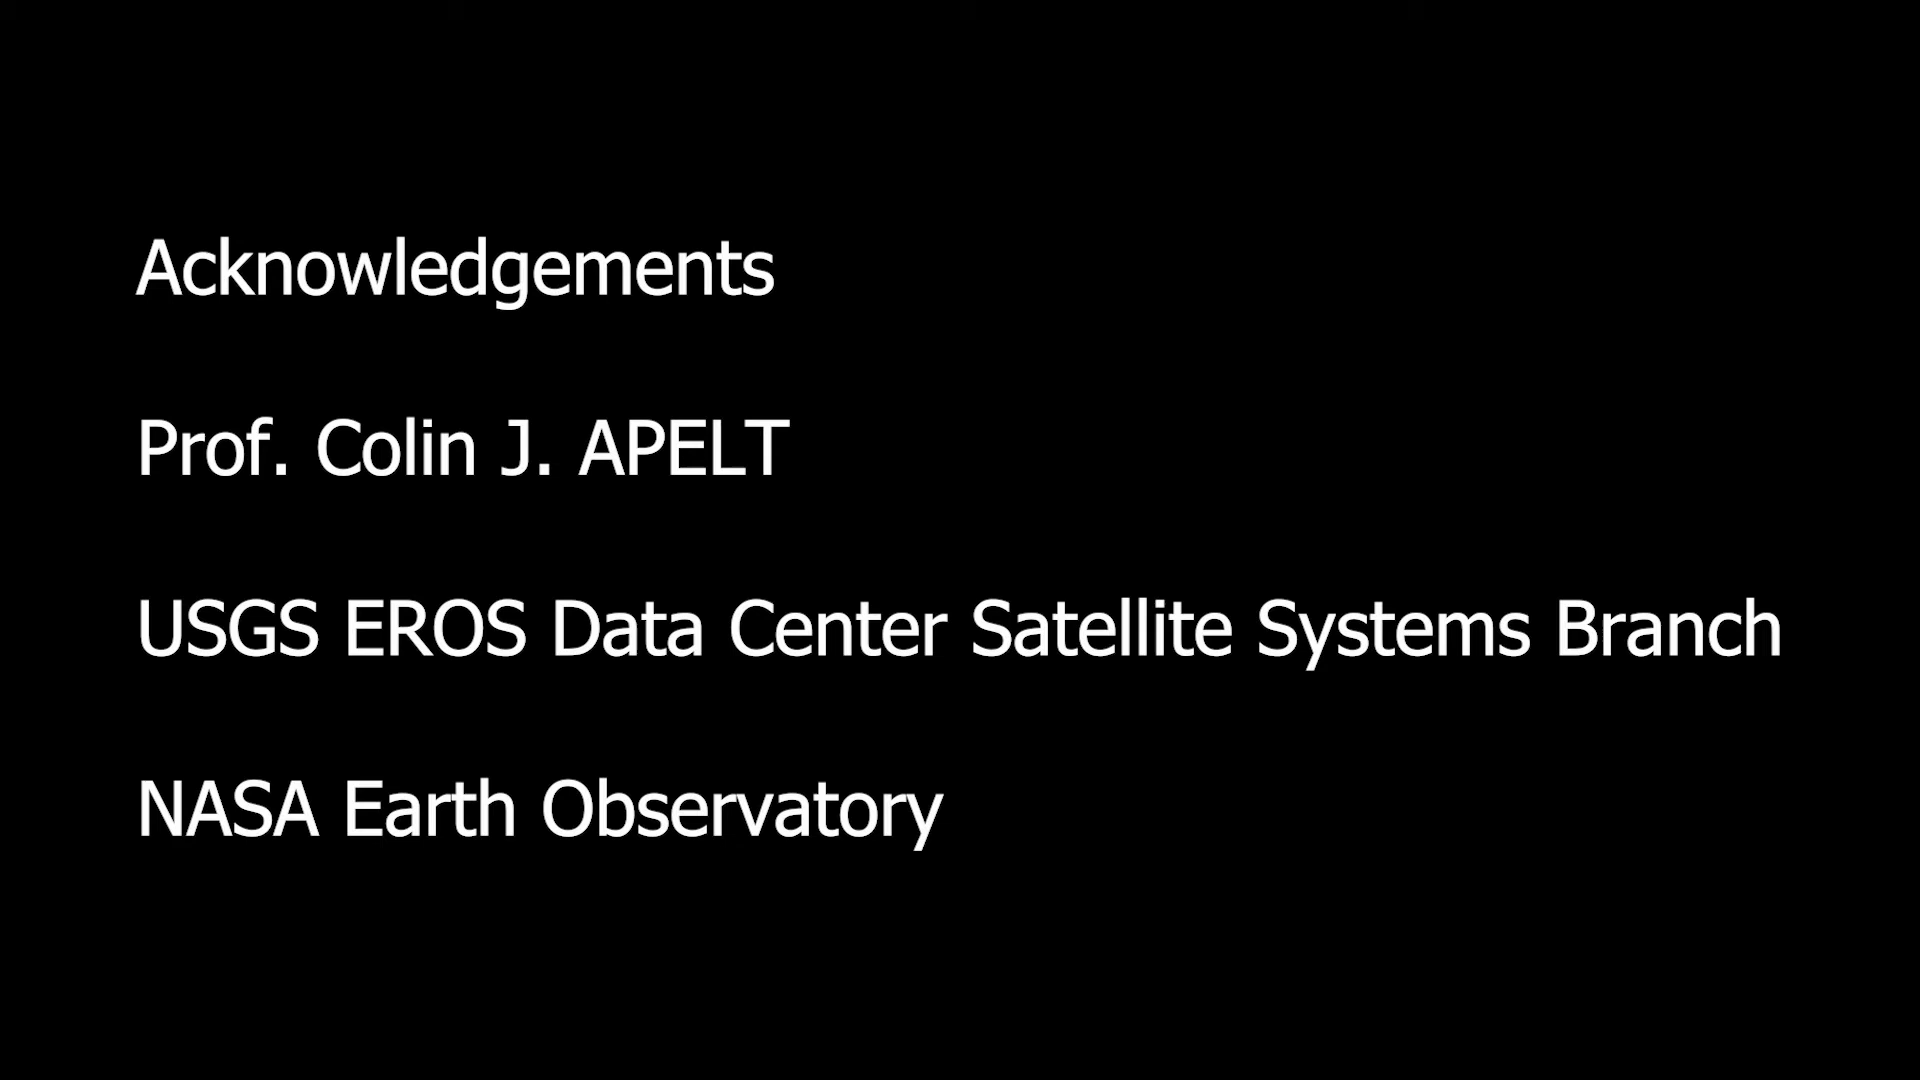 Acknowledgements
Prof. Colin J. APELT
USGS EROS Data Center Satellite Systems Branch
NASA Earth Observatory